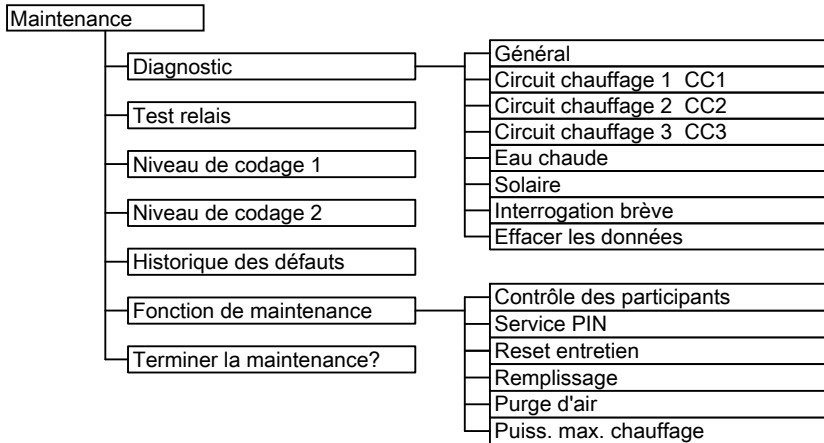 Maintenance
Diagnostic
Test relais
Niveau de codage 1
Niveau de codage 2
Historique des défauts
Fonction de maintenance
Terminer la maintenance?
Général
Circuit chauffage 1 CC1
Circuit chauffage 2 CC2
Circuit chauffage 3 CC3
Eau chaude
Solaire
Interrogation brève
Effacer les données
Contrôle des participants
Service PIN
Reset entretien
Remplissage
Purge d'air
Puiss. max. chauffage